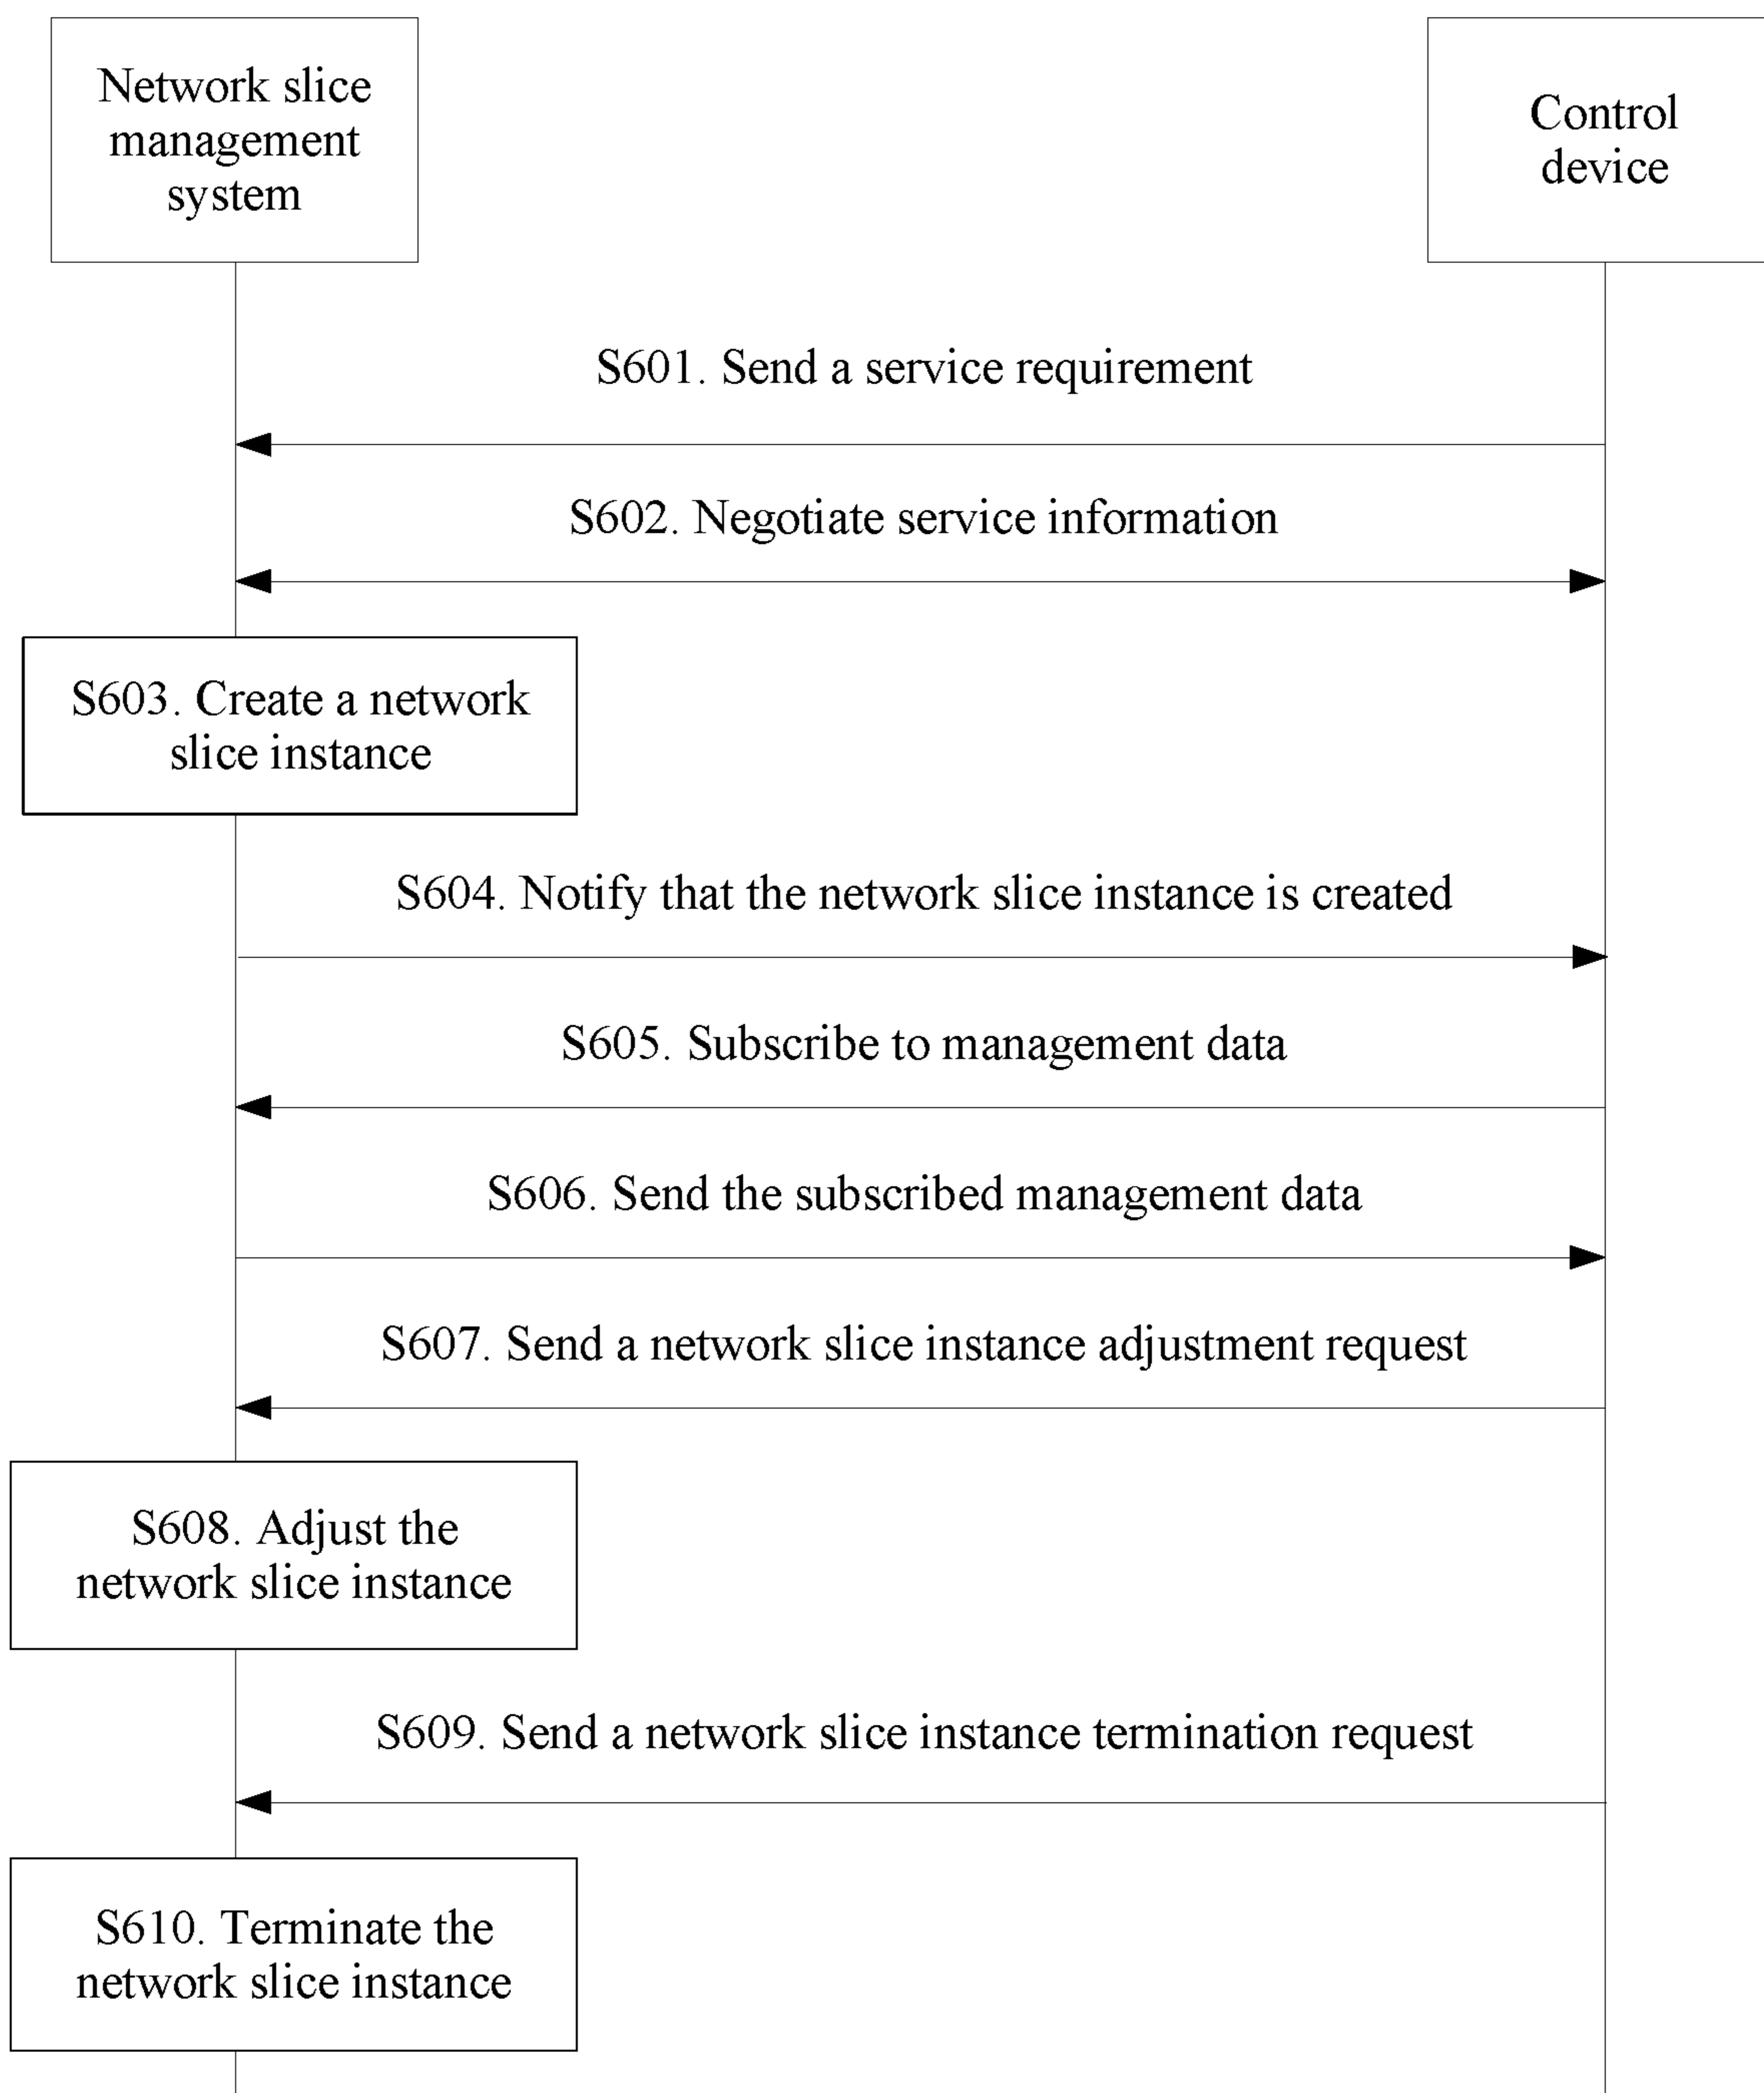 Network slice
management
system
Control
device
S601. Send a service requirement
S602. Negotiate service information
S603. Create a network
slice instance
S604. Notify that the network slice instance is created
S605. Subscribe to management data
S606. Send the subscribed management data
S607. Send a network slice instance adjustment request
S608. Adjust the
network slice instance
S609. Send a network slice instance termination request
S610. Terminate the
network slice instance